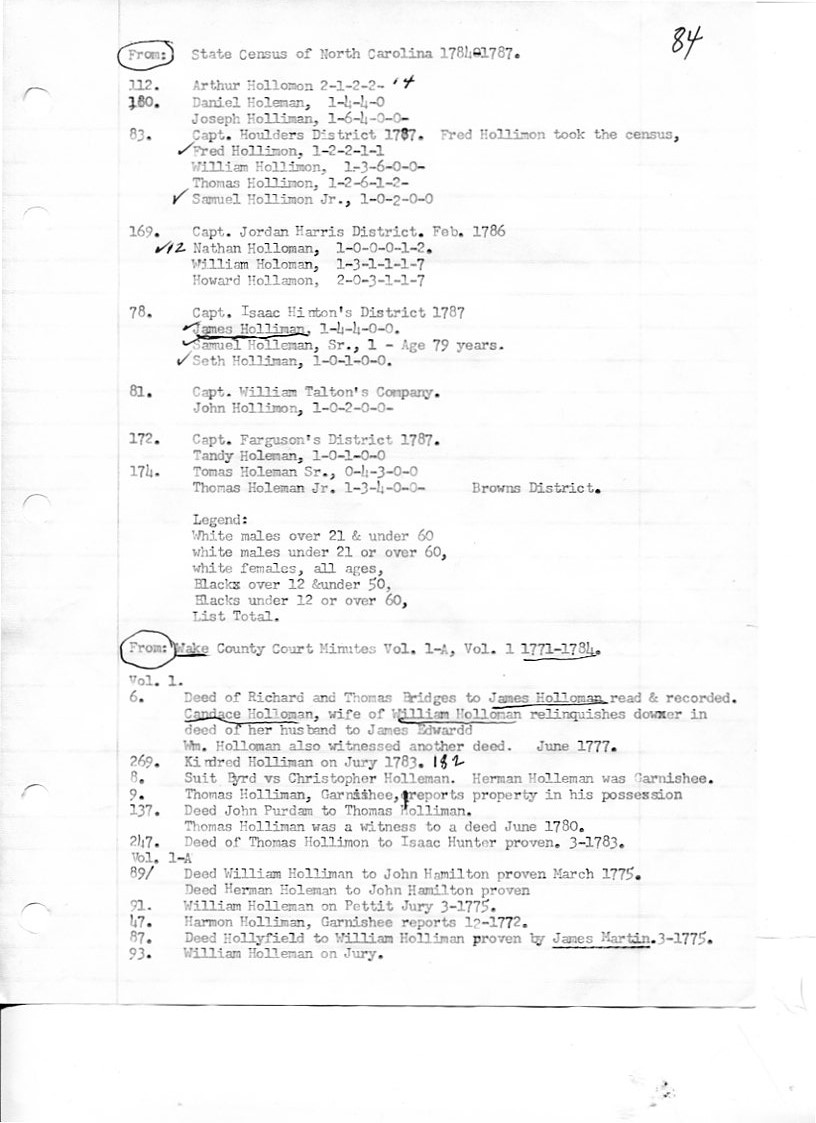 84
From: State Census of North Carolina 1784-1787.
112. Arthur Hollomon 2-1-2-2- 14
180. Daniel Holeman, 1-4-4-0
Joseph Holliman, 1-6-4-0-0-
83. Capt. Houlders District 1787. Fred Hollimon took the census,
✓Fred Hollimon, 1-2-2-1-1
William Hollimon, 1-3-6-0-0-
Thomas Hollimon, 1-2-6-1-2-
✓ Samuel Hollimon Jr., 1-0-2-0-0
169. Capt. Jordan Harris District. Feb. 1786
✓12 Nathan Holloman, 1-0-0-0-1-2.
William Holoman, 1-3-1-1-1-7
Howard Hollamon, 2-0-3-1-1-7
78. Capt. Isaac Hinton's District 1787
✓James Holliman, 1-4-4-0-0.
✓Samuel Holleman, Sr., 1 - Age 79 years.
✓Seth Holliman, 1-0-1-0-0.
81. Capt. William Talton's Company.
John Hollimon, 1-0-2-0-0-
172. Capt. Farguson's District 1787.
Tandy Holeman, 1-0-1-0-0
174. Tomas Holeman Sr., 0-4-3-0-0
Thomas Holeman Jr. 1-3-4-0-0- Browns District.
Legend:
White males over 21 & under 60
white males under 21 or over 60,
white females, all ages,
Blacks over 12 &under 50,
Blacks under 12 or over 60,
List Total.
From: Wake County Court Minutes Vol. 1-A, Vol. 1 1771-1784.
Vol. 1.
6. Deed of Richard and Thomas Bridges to James Holloman read & recorded.
Candace Holloman, wife of William Holloman relinquishes dowxer in
deed of her husband to James Edwardd
Wm. Holloman also witnessed another deed. June 1777.
269. Kindred Holliman on Jury 1783. 182
8. Suit Byrd vs Christopher Holleman. Herman Holleman was Garnishee.
9. Thomas Holliman, Garnishee, reports property in his possession
137. Deed John Purdam to Thomas Holliman.
Thomas Holliman was a witness to a deed June 1780.
247. Deed of Thomas Hollimon to Isaac Hunter proven. 3-1783.
Vol. 1-A
89/ Deed William Holliman to John Hamilton proven March 1775.
Deed Herman Holeman to John Hamilton proven
91. William Holleman on Pettit Jury 3-1775.
47. Harmon Holliman, Garnishee reports 12-1772.
87. Deed Hollyfield to William Holliman proven by James Martin.3-1775.
93. William Holleman on Jury.